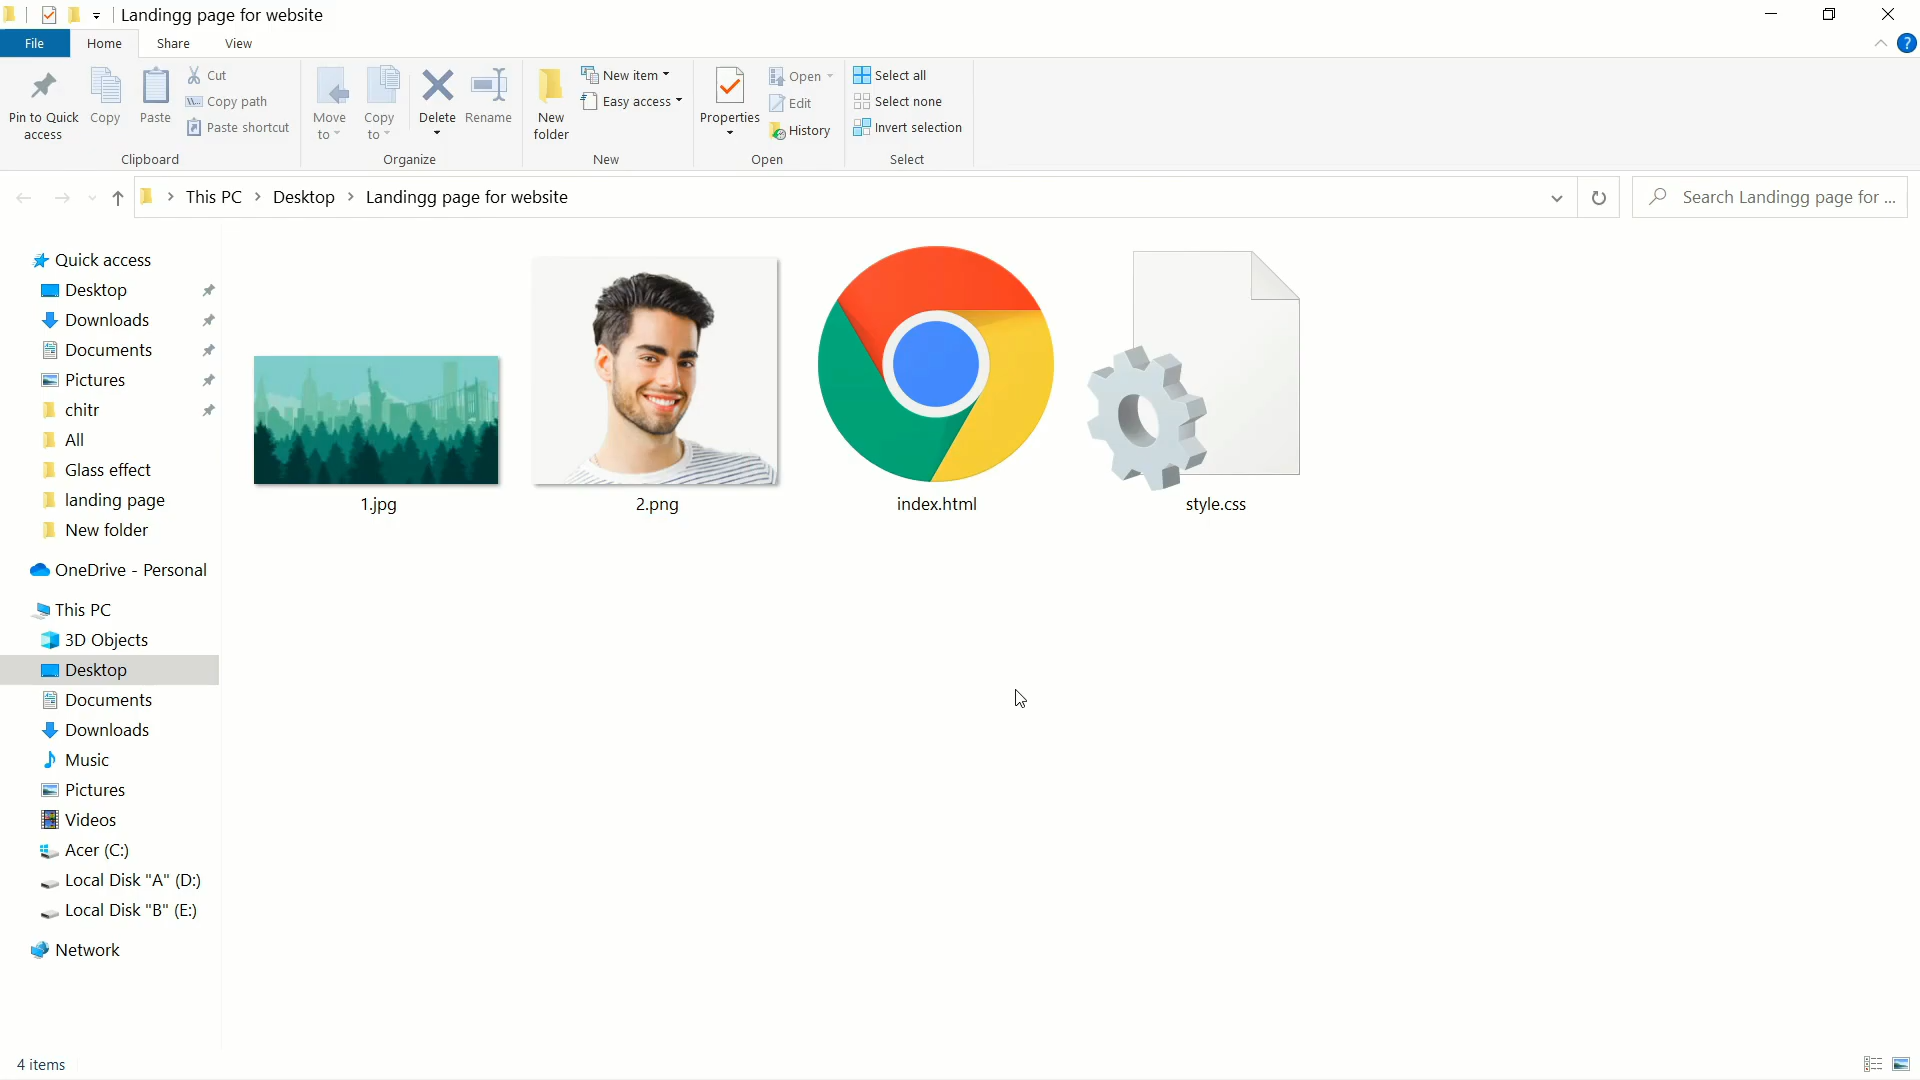 Landingg page for website
File
Home
Share
View
Pin to Quick access
Copy
Paste
Cut
Copy path
Paste shortcut
Clipboard
Move to
Copy to
Delete
Rename
Organize
New folder
New item
Easy access
New
Properties
Open
Edit
History
Open
Select all
Select none
Invert selection
Select
This PC > Desktop > Landingg page for website
Search Landingg page for ...
Quick access
Desktop
Downloads
Documents
Pictures
chitr
All
Glass effect
landing page
New folder
OneDrive - Personal
This PC
3D Objects
Desktop
Documents
Downloads
Music
Pictures
Videos
Acer (C:)
Local Disk "A" (D:)
Local Disk "B" (E:)
Network
1.jpg
2.png
index.html
style.css
4 items